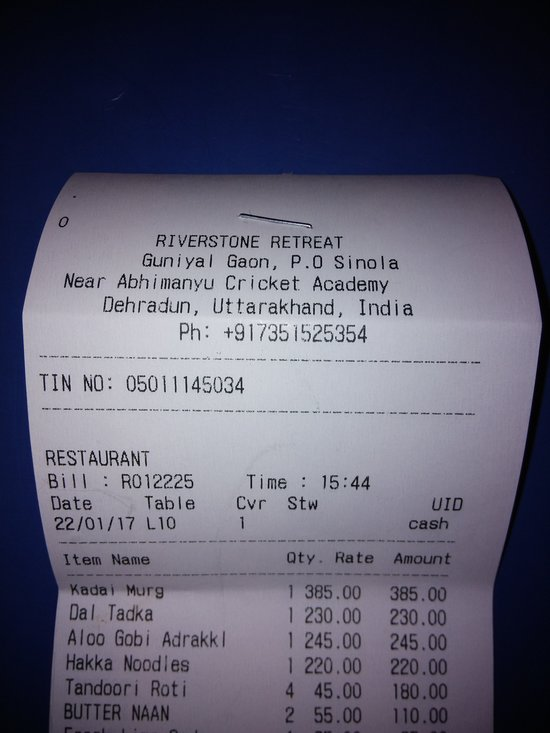 0
RIVERSTONE RETREAT
Guniyal Gaon, P.O Sinola
Near Abhimanyu Cricket Academy
Dehradun, Uttarakhand, India
Ph: +917351525354
TIN NO: 05011145034
RESTAURANT
Bill : R012225 Time : 15:44
Date Table Cvr Stw UID
22/01/17 L10 1 cash
Item Name Qty. Rate Amount
Kadai Murg 1 385.00 385.00
Dal Tadka 1 230.00 230.00
Aloo Gobi Adrakkl 1 245.00 245.00
Hakka Noodles 1 220.00 220.00
Tandoori Roti 4 45.00 180.00
BUTTER NAAN 2 55.00 110.00